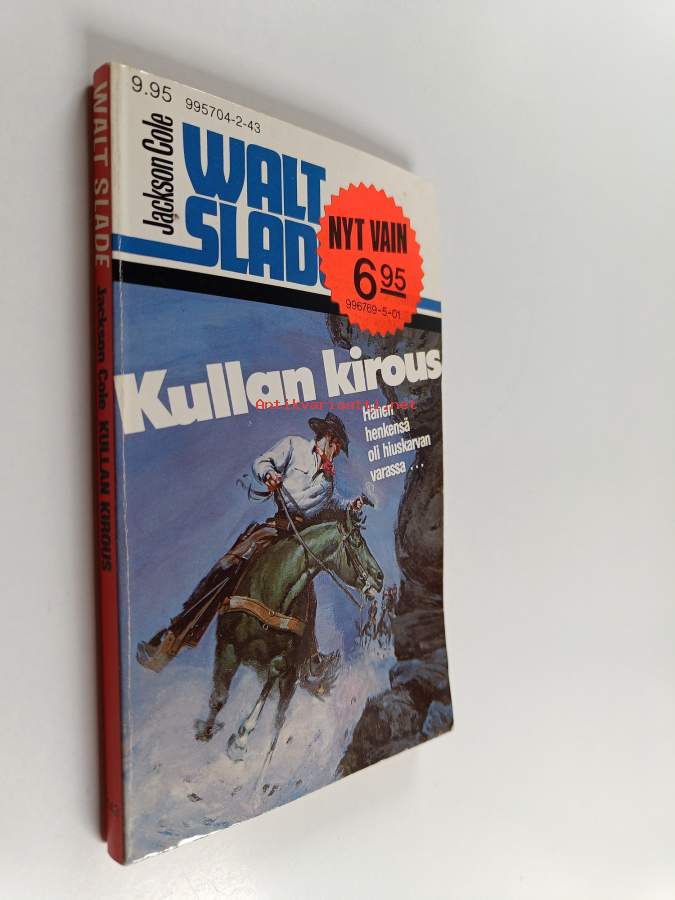 9.95
995704-2-43
Jackson Cole
WALT
SLAD
NYT VAIN
6 95
996769-5-01
Kullan kirous
Antikvariaatti.net
Hänen
henkensä
oli hiuskarvan
varassa ...
WALT SLADE Jackson Cole KULLAN KIROUS